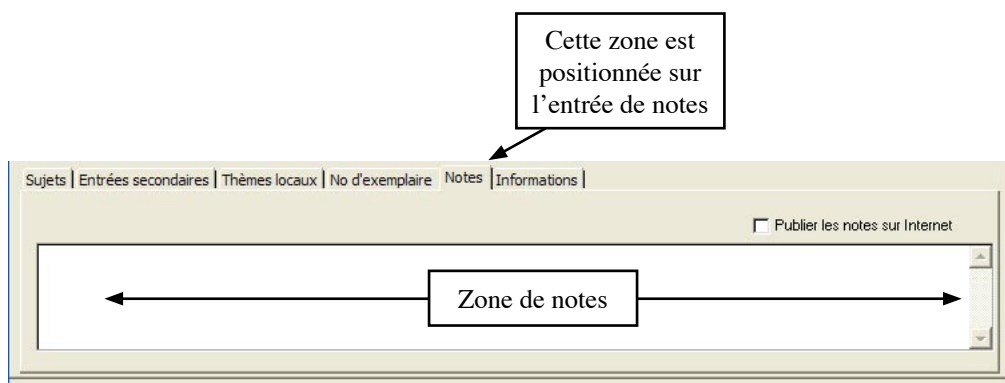 Cette zone est
positionnée sur
l'entrée de notes
Sujets Entrées secondaires Thèmes locaux No d'exemplaire Notes Informations
Publier les notes sur Internet
Zone de notes